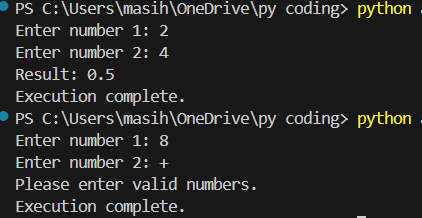 PS C:\Users\masih\OneDrive\py coding> python
Enter number 1: 2
Enter number 2: 4
Result: 0.5
Execution complete.
PS C:\Users\masih\OneDrive\py coding> python
Enter number 1: 8
Enter number 2: +
Please enter valid numbers.
Execution complete.